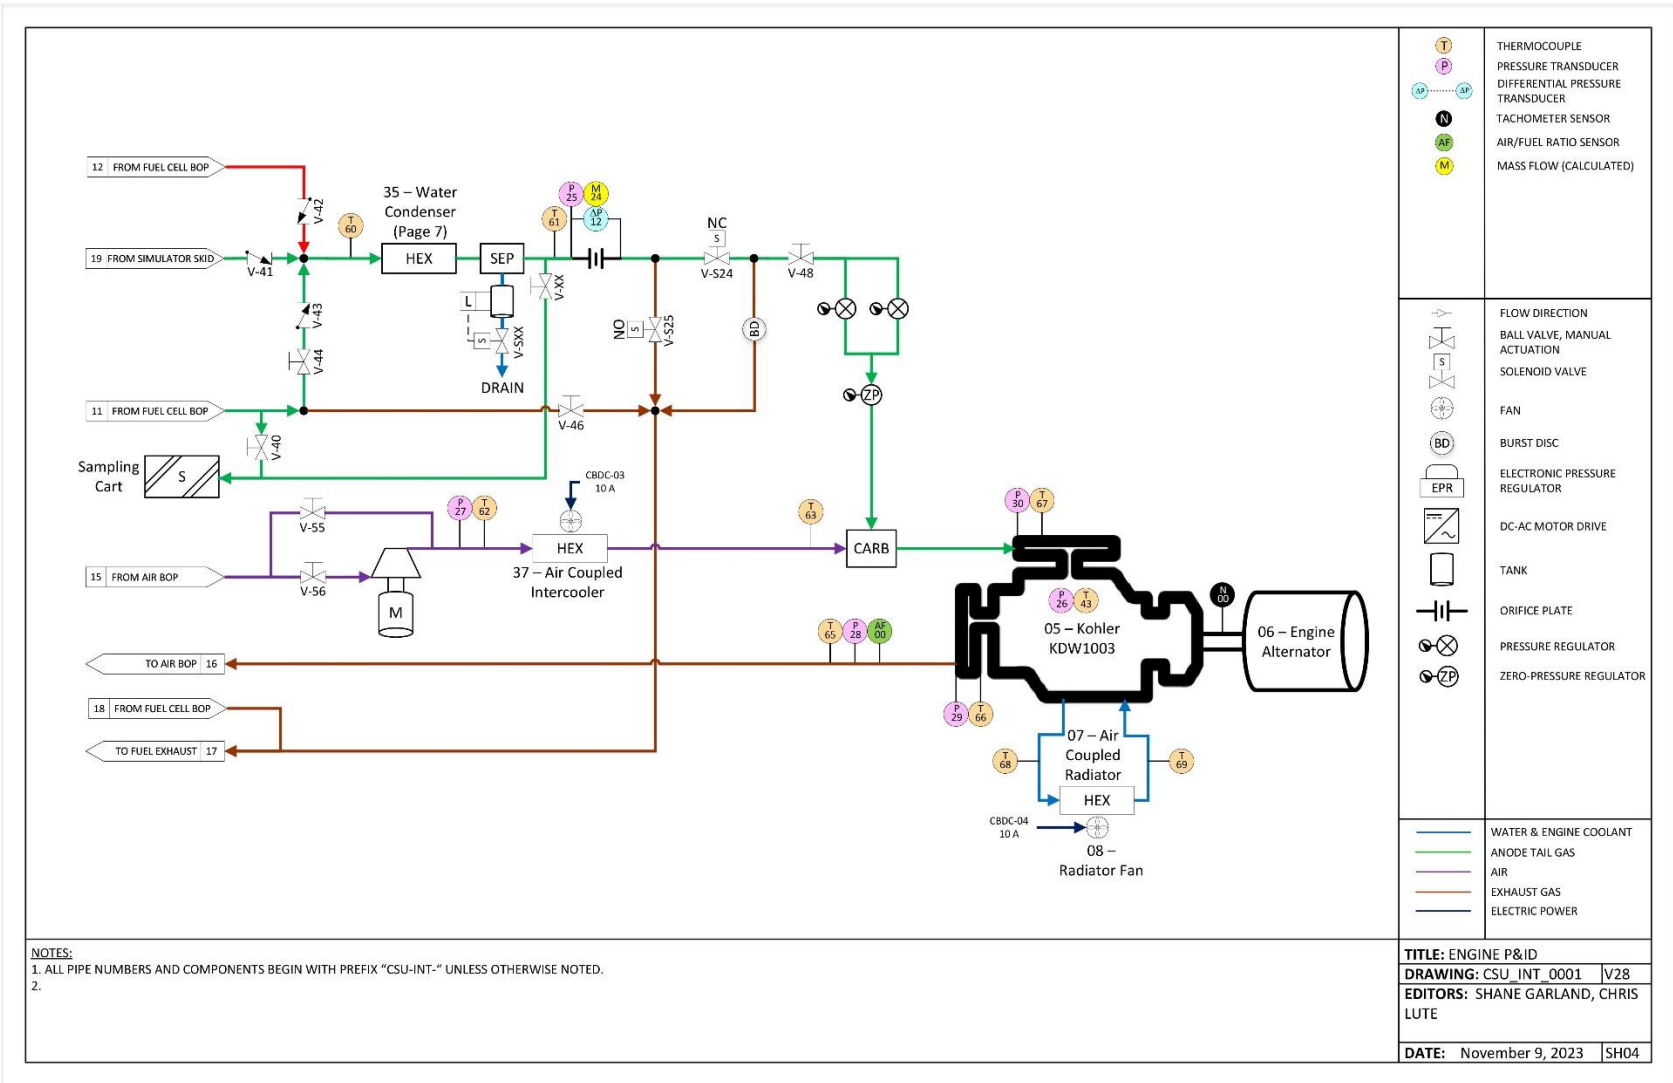 12 FROM FUEL CELL BOP
V-42
35 – Water
Condenser
(Page 7)
T
60
HEX
SEP
T
61
P
25
M
24
ΔP
12
NC
S
V-S24
V-48
19 FROM SIMULATOR SKID
V-41
V-43
V-44
L
S
V-SXX
DRAIN
V-XX
NO
S
V-S25
BD
ZP
11 FROM FUEL CELL BOP
V-46
V-40
Sampling
Cart
S
CBDC-03
10 A
V-55
P
27
T
62
HEX
37 – Air Coupled
Intercooler
T
63
CARB
P
30
T
67
15 FROM AIR BOP
V-56
M
P
26
T
43
05 – Kohler
KDW1003
N
00
06 – Engine
Alternator
T
65
P
28
AF
00
TO AIR BOP 16
P
29
T
66
18 FROM FUEL CELL BOP
TO FUEL EXHAUST 17
07 – Air
Coupled
Radiator
T
68
T
69
HEX
CBDC-04
10 A
08 –
Radiator Fan
T THERMOCOUPLE
P PRESSURE TRANSDUCER
ΔP ΔP DIFFERENTIAL PRESSURE
TRANSDUCER
N TACHOMETER SENSOR
AF AIR/FUEL RATIO SENSOR
M MASS FLOW (CALCULATED)
FLOW DIRECTION
BALL VALVE, MANUAL
ACTUATION
S SOLENOID VALVE
FAN
BD BURST DISC
EPR ELECTRONIC PRESSURE
REGULATOR
DC-AC MOTOR DRIVE
TANK
ORIFICE PLATE
PRESSURE REGULATOR
ZP ZERO-PRESSURE REGULATOR
WATER & ENGINE COOLANT
ANODE TAIL GAS
AIR
EXHAUST GAS
ELECTRIC POWER
NOTES:
1. ALL PIPE NUMBERS AND COMPONENTS BEGIN WITH PREFIX “CSU-INT-“ UNLESS OTHERWISE NOTED.
2.
TITLE: ENGINE P&ID
DRAWING: CSU_INT_0001 V28
EDITORS: SHANE GARLAND, CHRIS
LUTE
DATE: November 9, 2023 SH04